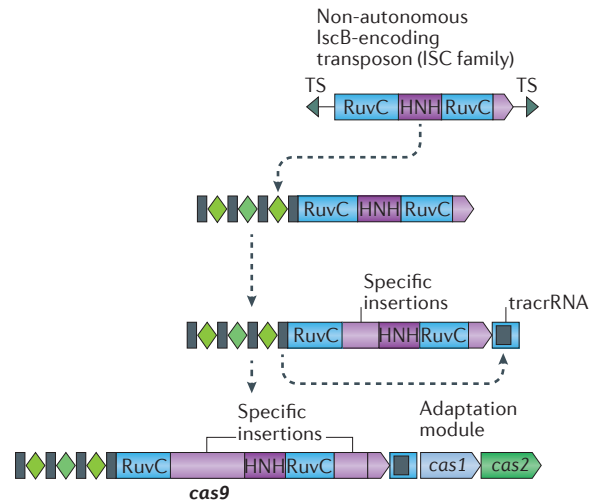 Non-autonomous
IscB-encoding
transposon (ISC family)
TS TS
RuvC HNH RuvC
RuvC HNH RuvC
Specific
insertions
tracrRNA
RuvC HNH RuvC
Specific
insertions
Adaptation
module
RuvC HNH RuvC cas1 cas2
cas9